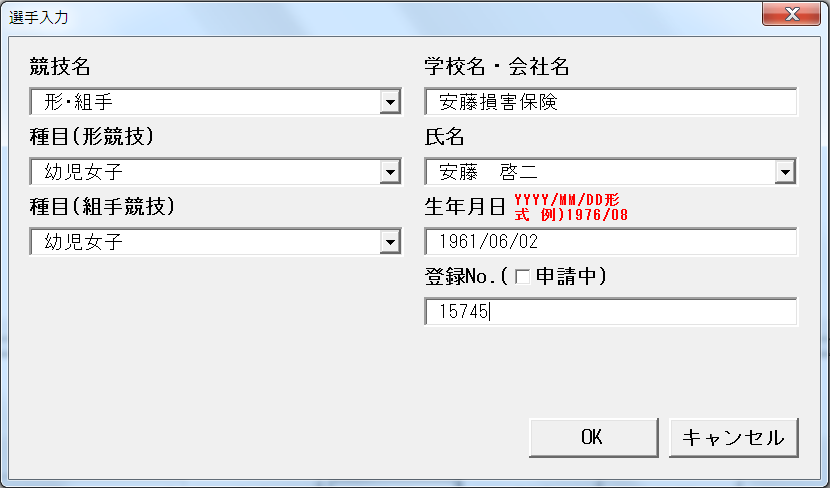 選手入力
競技名
形・組手
種目(形競技)
幼児女子
種目(組手競技)
幼児女子
学校名・会社名
安藤損害保険
氏名
安藤　啓二
生年月日 YYYY/MM/DD形
式 例)1976/08
1961/06/02
登録No.( 申請中)
15745
OK
キャンセル